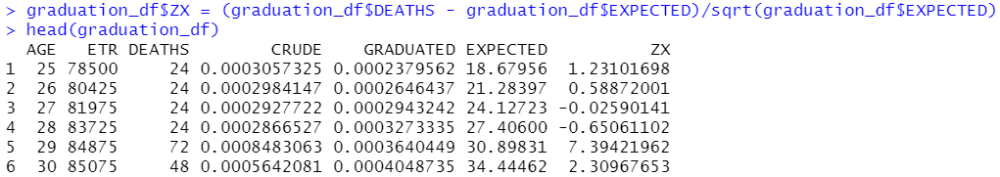 > graduation_df$ZX = (graduation_df$DEATHS - graduation_df$EXPECTED)/sqrt(graduation_df$EXPECTED)
> head(graduation_df)
  AGE   ETR DEATHS        CRUDE    GRADUATED EXPECTED          ZX
1  25 78500     24 0.0003057325 0.0002379562 18.67956  1.23101698
2  26 80425     24 0.0002984147 0.0002646437 21.28397  0.58872001
3  27 81975     24 0.0002927722 0.0002943242 24.12723 -0.02590141
4  28 83725     24 0.0002866527 0.0003273335 27.40600 -0.65061102
5  29 84875     72 0.0008483063 0.0003640449 30.89831  7.39421962
6  30 85075     48 0.0005642081 0.0004048735 34.44462  2.30967653